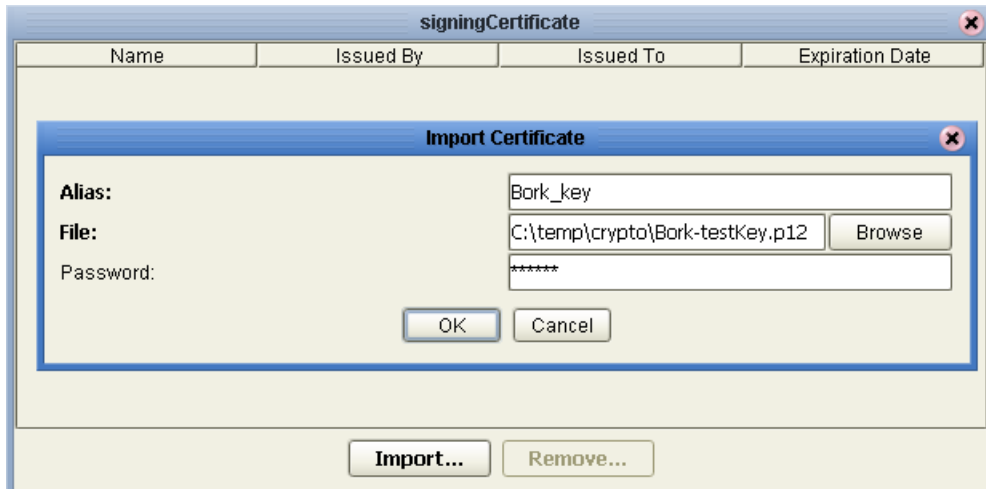 signingCertificate
Name Issued By Issued To Expiration Date
Import Certificate
Alias: Bork_key
File: C:\temp\crypto\Bork-testKey.p12 Browse
Password: ******
OK Cancel
Import... Remove...